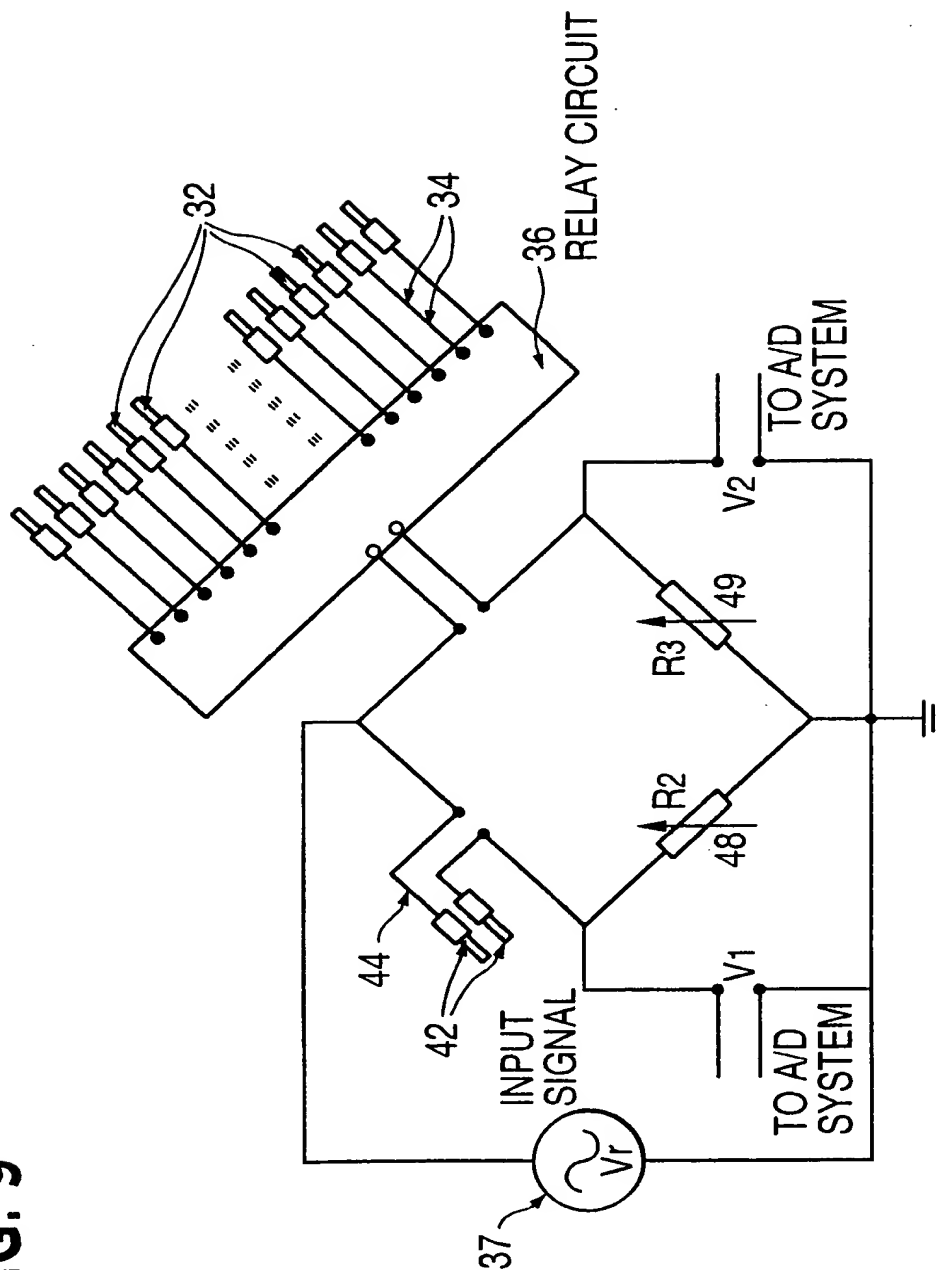 G. 9
32
44
42
34
37
INPUT
SIGNAL
36
RELAY CIRCUIT
Vr
R2
R3
48
49
V1
V2
TO A/D
SYSTEM
TO A/D
SYSTEM